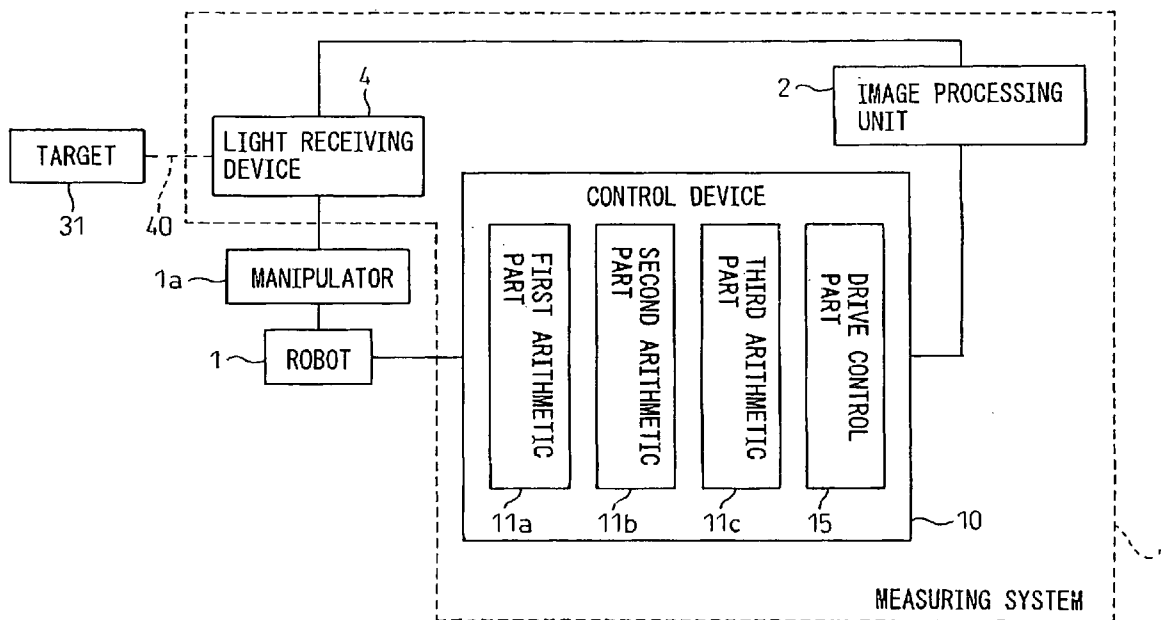 4
LIGHT RECEIVING
DEVICE
2
IMAGE PROCESSING
UNIT
TARGET
31
40
1a
MANIPULATOR
1
ROBOT
CONTROL DEVICE
FIRST ARITHMETIC
PART
SECOND ARITHMETIC
PART
THIRD ARITHMETIC
PART
DRIVE CONTROL
PART
11a
11b
11c
15
10
MEASURING SYSTEM